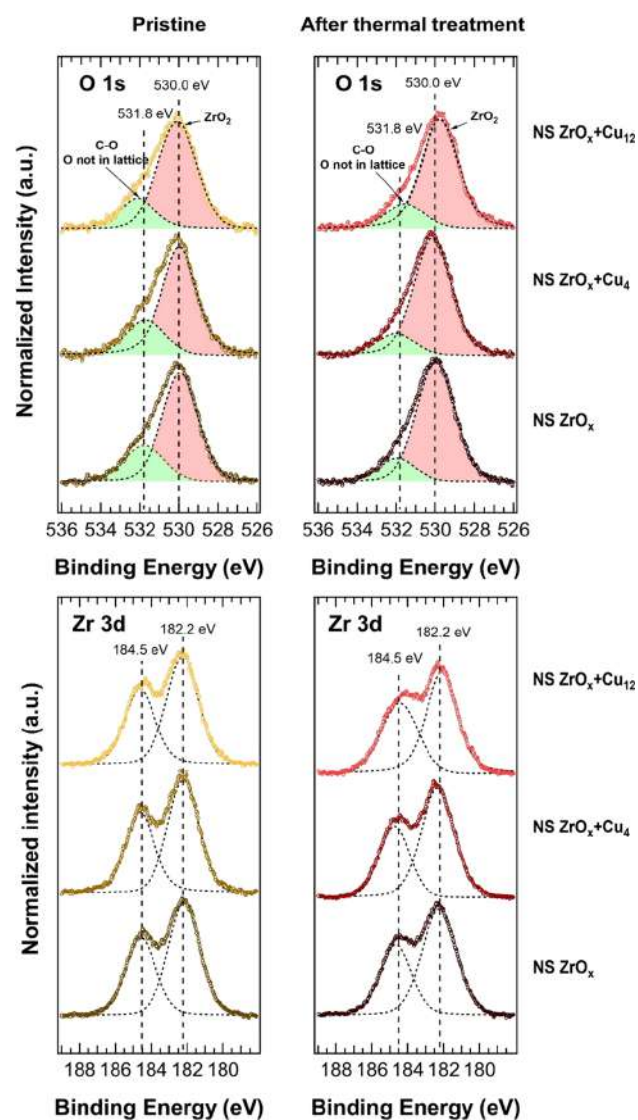 Pristine
After thermal treatment
O 1s
530.0 eV
531.8 eV
ZrO₂
C-O
O not in lattice
O 1s
530.0 eV
531.8 eV
ZrO₂
C-O
O not in lattice
NS ZrOₓ+Cu₁₂
NS ZrOₓ+Cu₄
NS ZrOₓ
Normalized Intensity (a.u.)
536 534 532 530 528 526
536 534 532 530 528 526
Binding Energy (eV)
Binding Energy (eV)
Zr 3d
182.2 eV
184.5 eV
Zr 3d
182.2 eV
184.5 eV
NS ZrOₓ+Cu₁₂
NS ZrOₓ+Cu₄
NS ZrOₓ
Normalized intensity (a.u.)
188 186 184 182 180
188 186 184 182 180
Binding Energy (eV)
Binding Energy (eV)